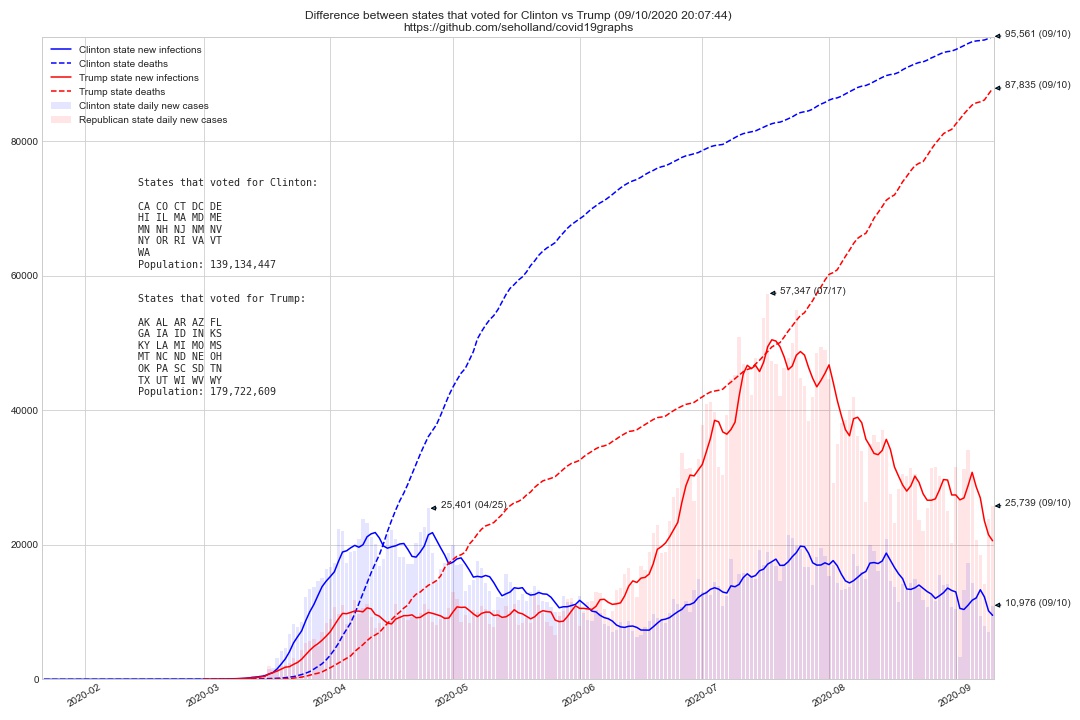 Difference between states that voted for Clinton vs Trump (09/10/2020 20:07:44)
https://github.com/seholland/covid19graphs
Clinton state new infections
Clinton state deaths
Trump state new infections
Trump state deaths
Clinton state daily new cases
Republican state daily new cases
95,561 (09/10)
87,835 (09/10)
80000
States that voted for Clinton:
CA CO CT DC DE
HI IL MA MD ME
MN NH NJ NM NV
NY OR RI VA VT
WA
Population: 139,134,447
60000
States that voted for Trump:
AK AL AR AZ FL
GA IA ID IN KS
KY LA MI MO MS
MT NC ND NE OH
OK PA SC SD TN
TX UT WI WV WY
Population: 179,722,609
57,347 (07/17)
40000
25,401 (04/25)
25,739 (09/10)
20000
10,976 (09/10)
0
2020-02
2020-03
2020-04
2020-05
2020-06
2020-07
2020-08
2020-09